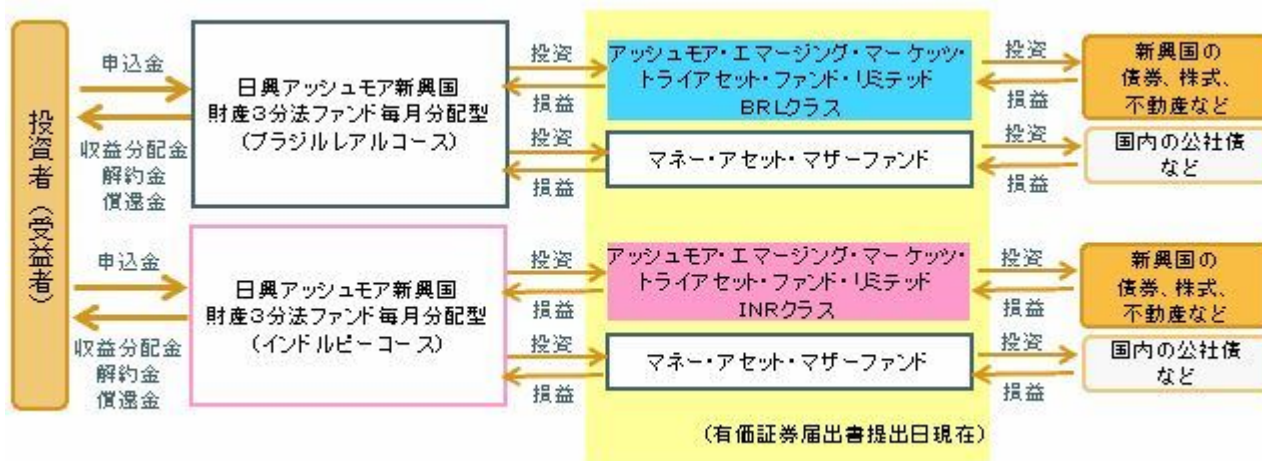 投資者（受益者）
申込金
収益分配金
解約金
償還金
日興アッシュモア新興国
財産３分法ファンド毎月分配型
（ブラジルレアルコース）
投資
損益
投資
損益
アッシュモア・エマージング・マーケッツ・
トライアセット・ファンド・リミテッド
BRLクラス
マネー・アセット・マザーファンド
投資
損益
投資
損益
新興国の
債券、株式、
不動産など
国内の公社債
など
申込金
収益分配金
解約金
償還金
日興アッシュモア新興国
財産３分法ファンド毎月分配型
（インドルピーコース）
投資
損益
投資
損益
アッシュモア・エマージング・マーケッツ・
トライアセット・ファンド・リミテッド
INRクラス
マネー・アセット・マザーファンド
投資
損益
投資
損益
新興国の
債券、株式、
不動産など
国内の公社債
など
（有価証券届出書提出日現在）